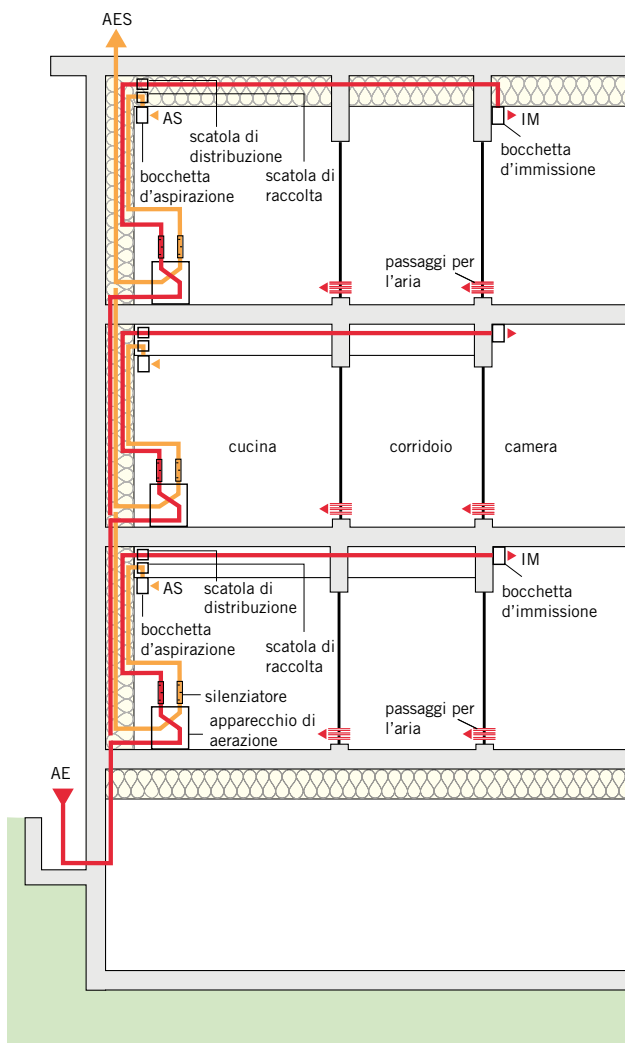 AES
AS
scatola di
distribuzione
bocchetta
d'aspirazione
scatola di
raccolta
IM
bocchetta
d'immissione
passaggi per
l'aria
cucina
corridoio
camera
AS
scatola di
distribuzione
bocchetta
d'aspirazione
scatola di
raccolta
IM
bocchetta
d'immissione
silenziatore
apparecchio di
aerazione
passaggi per
l'aria
AE